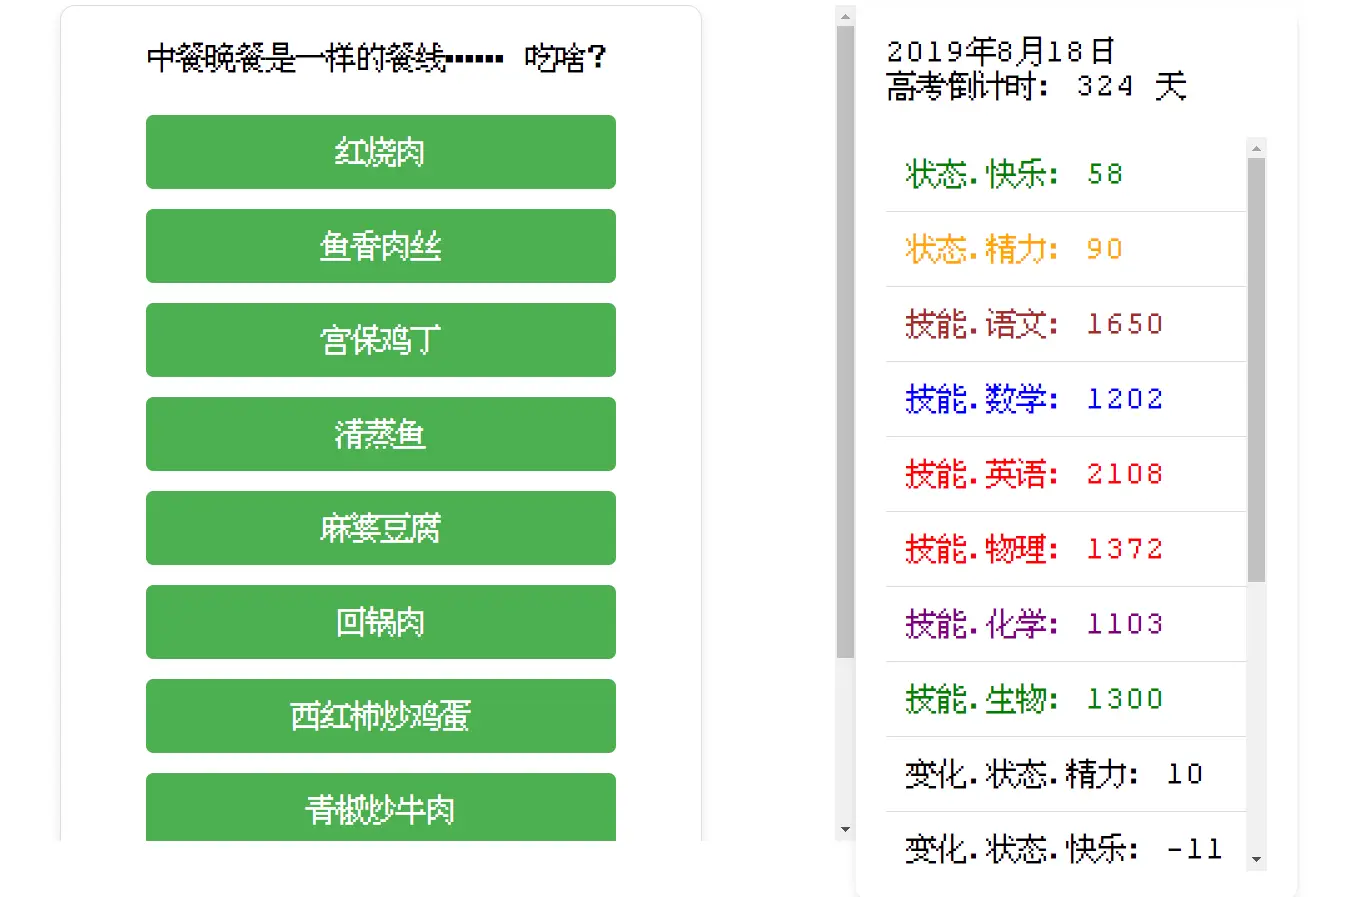 中餐晚餐是一样的餐线…… 吃啥？
红烧肉
鱼香肉丝
宫保鸡丁
清蒸鱼
麻婆豆腐
回锅肉
西红柿炒鸡蛋
青椒炒牛肉
2019年8月18日
高考倒计时： 324 天
状态.快乐： 58
状态.精力： 90
技能.语文： 1650
技能.数学： 1202
技能.英语： 2108
技能.物理： 1372
技能.化学： 1103
技能.生物： 1300
变化.状态.精力： 10
变化.状态.快乐： -11